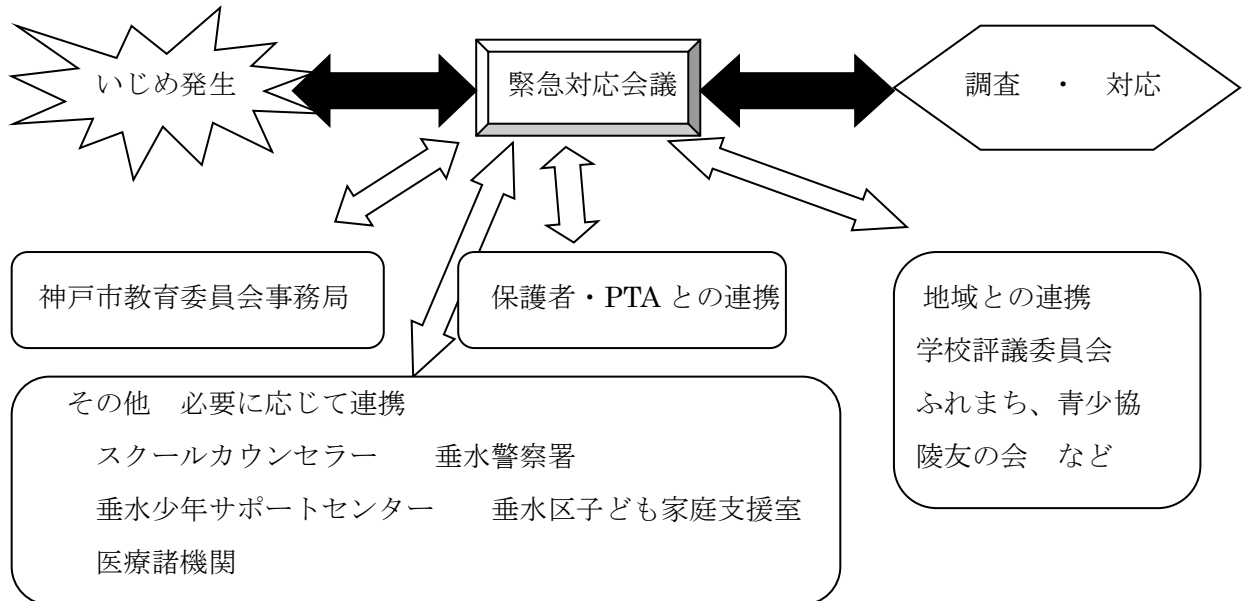 いじめ発生
緊急対応会議
調査　・　対応
神戸市教育委員会事務局
保護者・PTA との連携
地域との連携
学校評議委員会
ふれまち、青少協
陵友の会　など
その他　必要に応じて連携
スクールカウンセラー　　垂水警察署
垂水少年サポートセンター　　垂水区子ども家庭支援室
医療諸機関